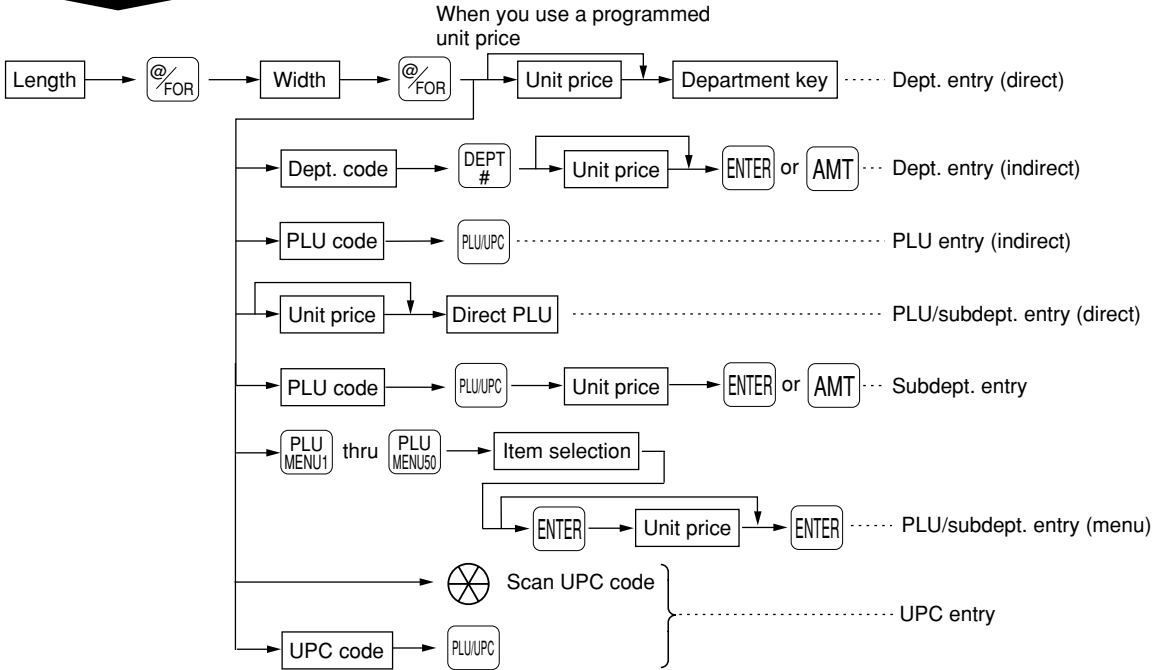 When you use a programmed
unit price
Length @/FOR Width @/FOR Unit price Department key Dept. entry (direct)
Dept. code DEPT # Unit price ENTER or AMT Dept. entry (indirect)
PLU code PLU/UPC PLU entry (indirect)
Unit price Direct PLU PLU/subdept. entry (direct)
PLU code PLU/UPC Unit price ENTER or AMT Subdept. entry
PLU MENU1 thru PLU MENU50 Item selection
ENTER Unit price ENTER PLU/subdept. entry (menu)
Scan UPC code
UPC entry
UPC code PLU/UPC